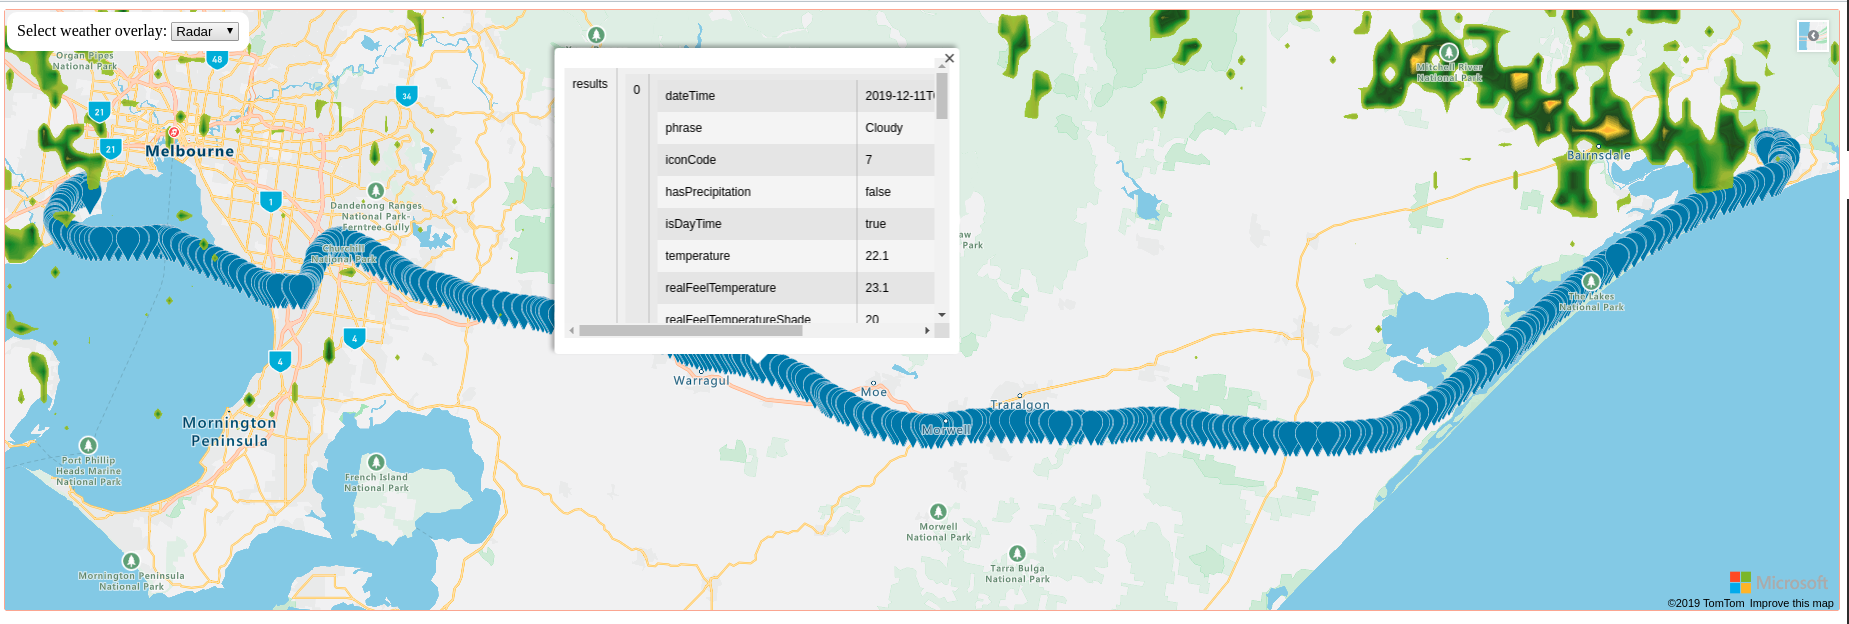 Select weather overlay: Radar
Organ Pipes
National Park
48
34
21
21
Melbourne
1
Dandenong Ranges
National Park-
Ferntree Gully
Churchill
National Park
4
4
Mornington
Peninsula
Port Phillip
Heads Marine
National Park
French Island
National Park
Mornington Peninsula
National Park
results
0
dateTime 2019-12-11T
phrase Cloudy
iconCode 7
hasPrecipitation false
isDayTime true
temperature 22.1
realFeelTemperature 23.1
realFeelTemperatureShade 20
aw
Park
Warragul
Moe
Traralgon
Morwell
Morwell
National Park
Tarra Bulga
National Park
Mitchell River
National Park
Bairnsdale
The Lakes
National Park
Microsoft
©2019 TomTom Improve this map